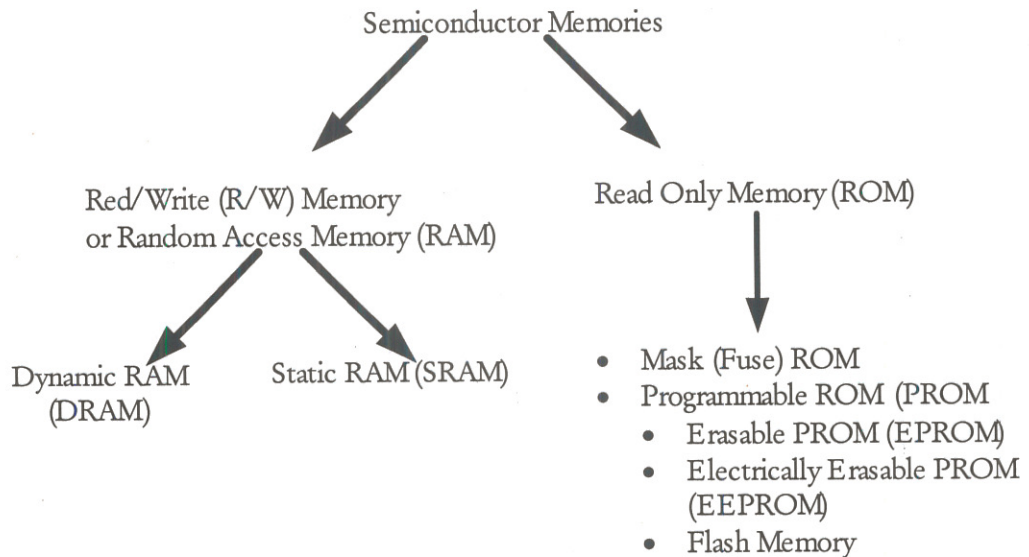 Semiconductor Memories
Red/Write (R/W) Memory
or Random Access Memory (RAM)
Read Only Memory (ROM)
Dynamic RAM
(DRAM)
Static RAM (SRAM)
• Mask (Fuse) ROM
• Programmable ROM (PROM
• Erasable PROM (EPROM)
• Electrically Erasable PROM
(EEPROM)
• Flash Memory